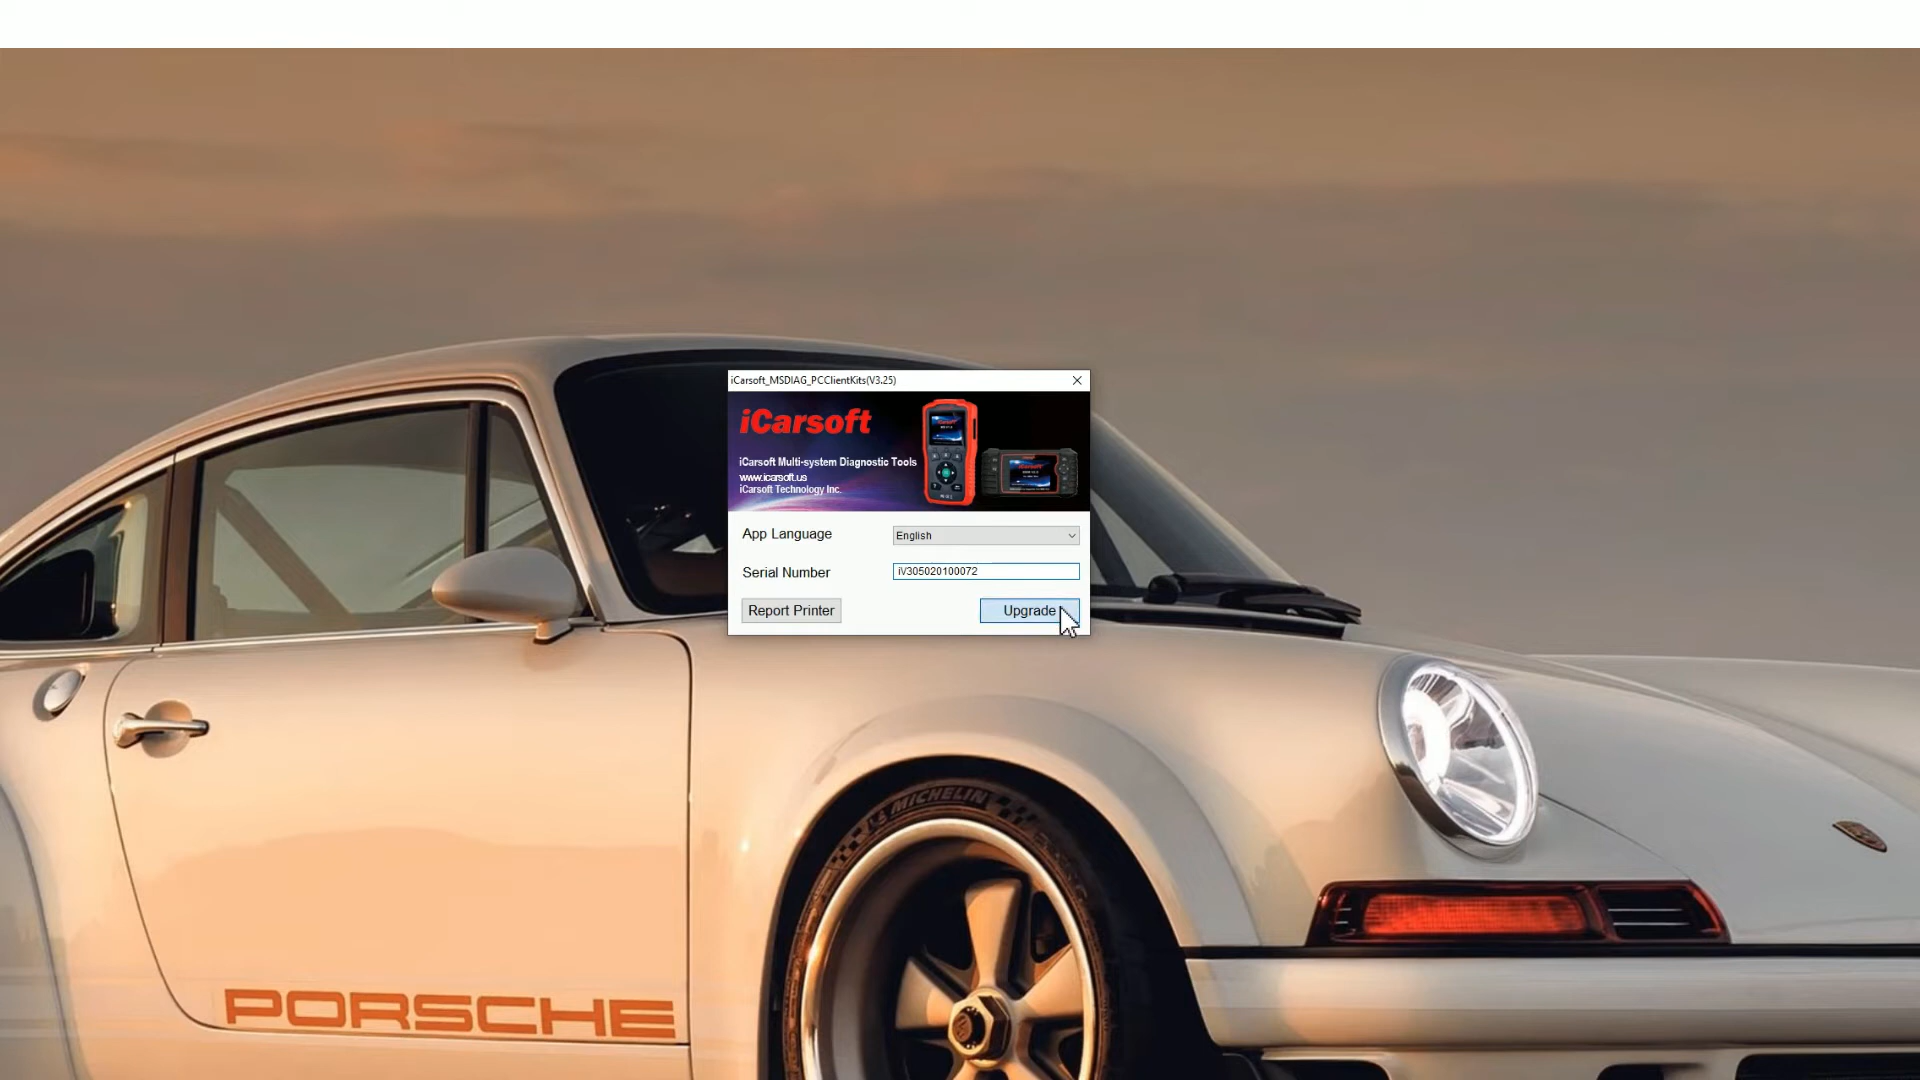 iCarsoft_MSDIAG_PCClientKits(V3.25)
iCarsoft
iCarsoft Multi-system Diagnostic Tools
www.icarsoft.us
iCarsoft Technology Inc.
App Language
English
Serial Number
iV305020100072
Report Printer
Upgrade
MICHELIN
PORSCHE